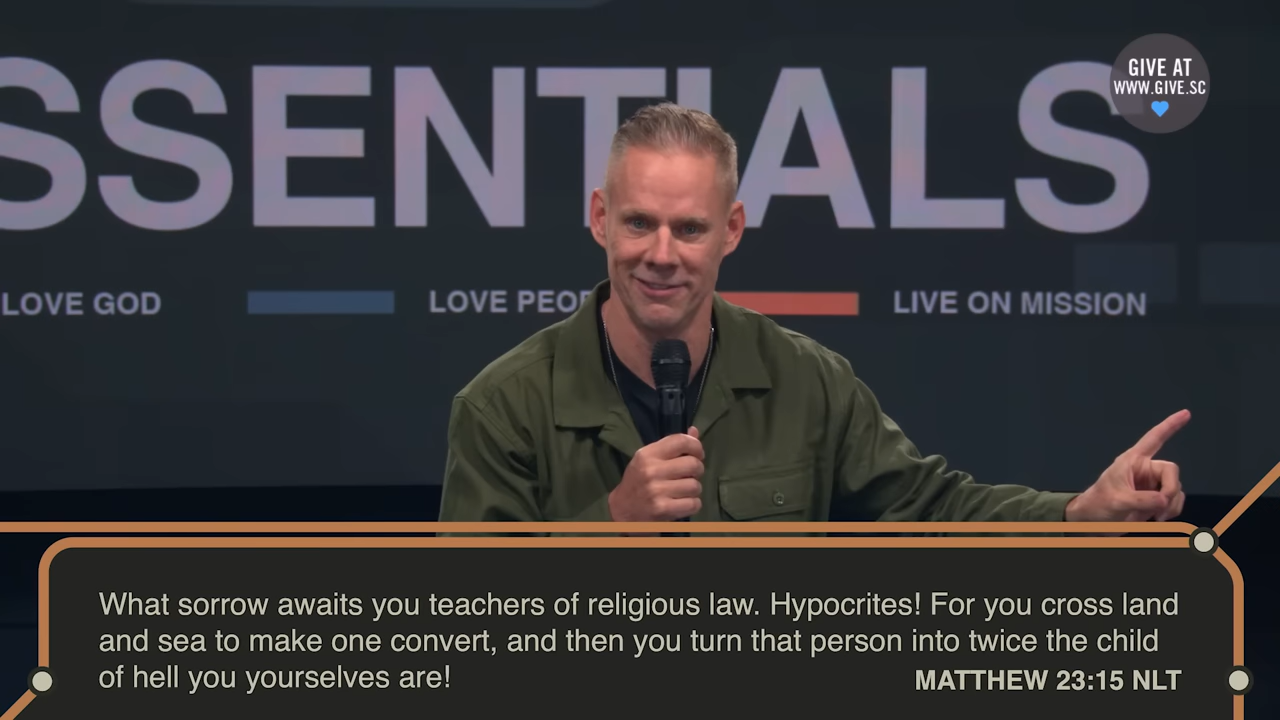 SSENTIALS
GIVE AT
WWW.GIVE.SC
LOVE GOD
LOVE PEOP
LIVE ON MISSION
What sorrow awaits you teachers of religious law. Hypocrites! For you cross land
and sea to make one convert, and then you turn that person into twice the child
of hell you yourselves are!
MATTHEW 23:15 NLT